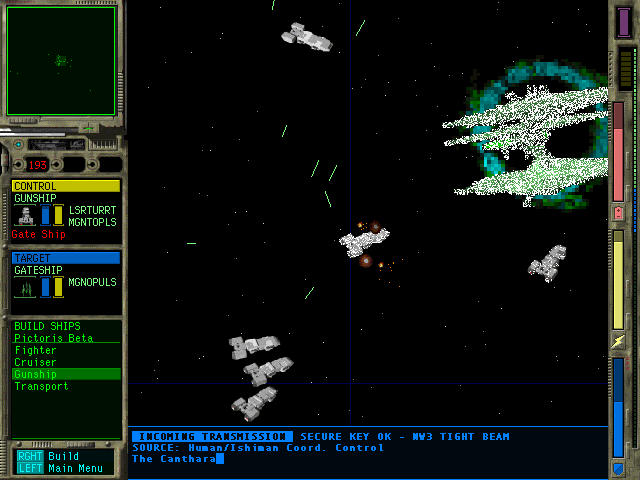 193
CONTROL
GUNSHIP
LSRTURRT
MGNTOPLS
Gata Ship
TARGET
GATESHIP
MGNOPULS
BUILD SHIPS
Pictoris Beta
Fighter
Cruiser
Gunship
Transport
RGHT Build
LEFT Main Menu
INCOMING TRANSMISSION SECURE KEY OK - NW3 TIGHT BEAM
SOURCE: Human/Ishiman Coord. Control
The Canthara